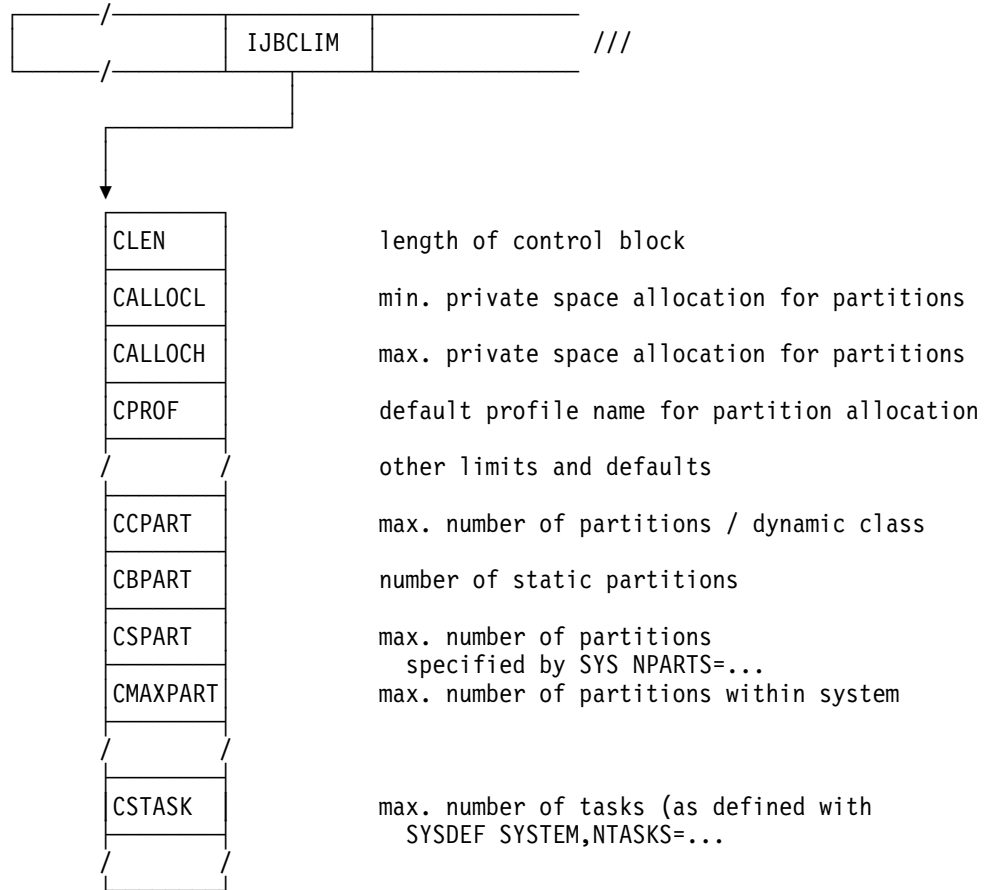 IJBCLIM ///
CLEN length of control block
CALLOCL min. private space allocation for partitions
CALLOCH max. private space allocation for partitions
CPROF default profile name for partition allocation
/ / other limits and defaults
CCPART max. number of partitions / dynamic class
CBPART number of static partitions
CSPART max. number of partitions
specified by SYS NPARTS=...
CMAXPART max. number of partitions within system
CSTASK max. number of tasks (as defined with
SYSDEF SYSTEM,NTASKS=...